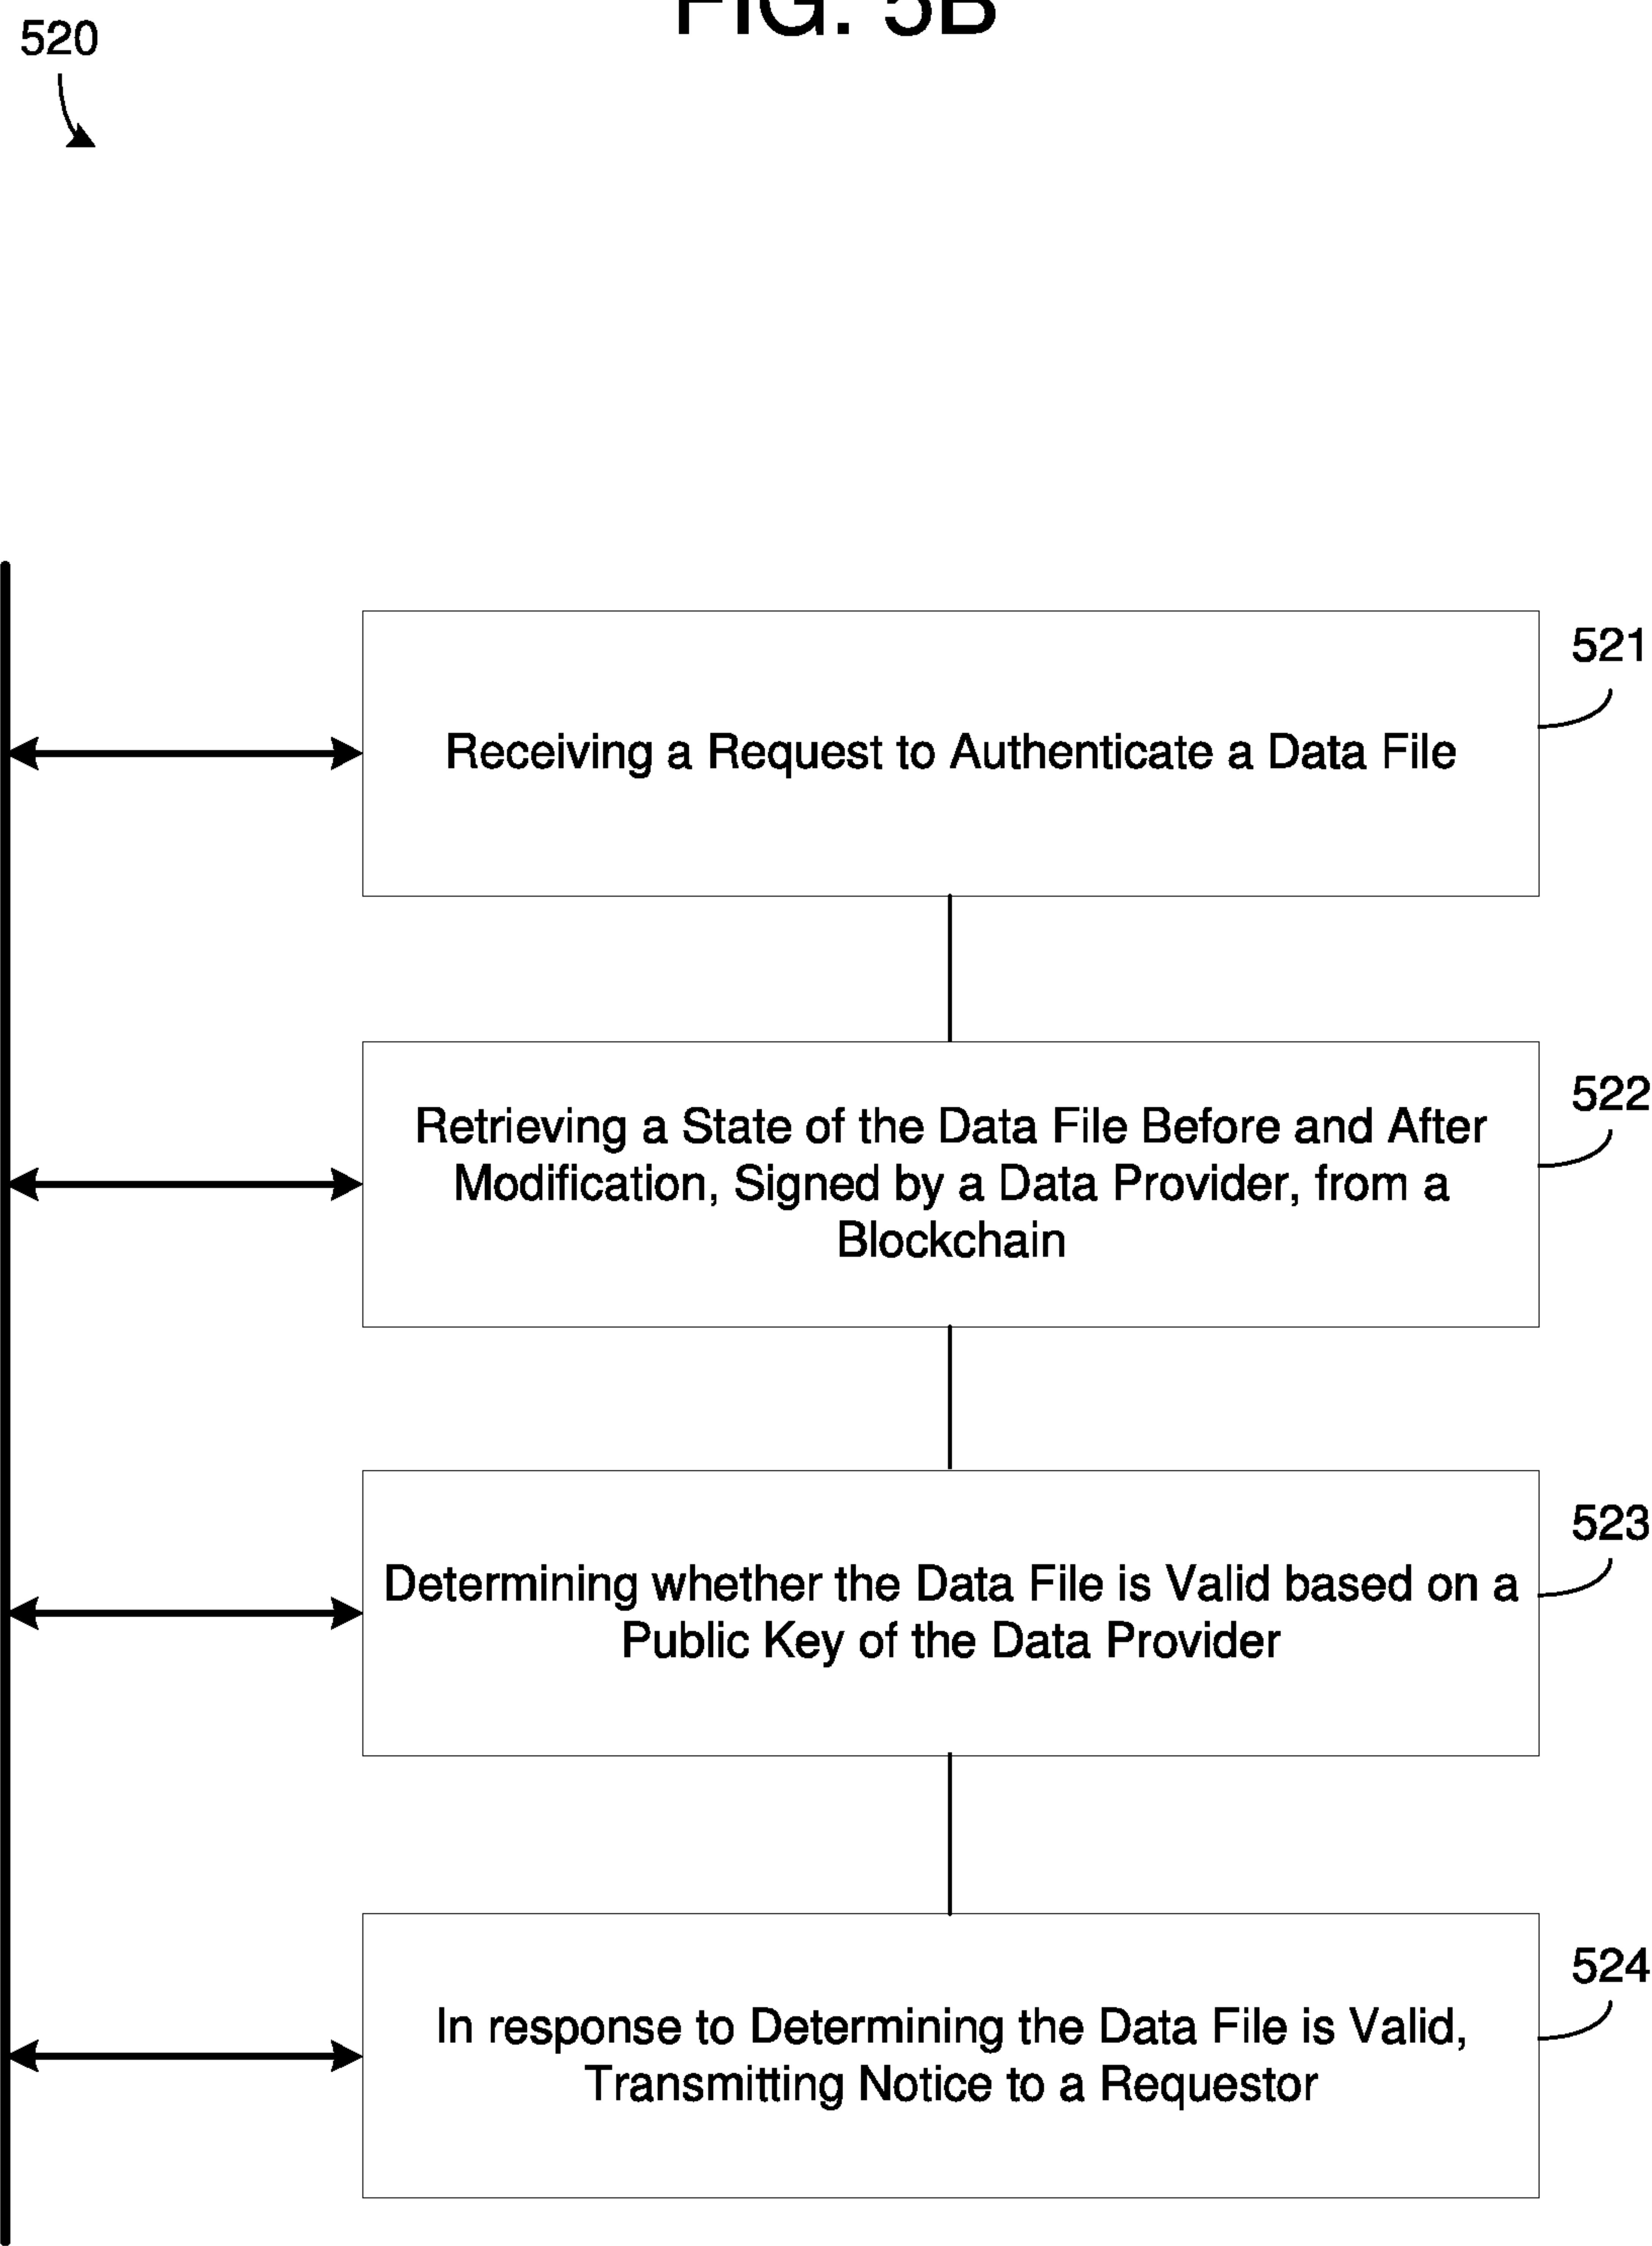 FIG. 5B
520
521
Receiving a Request to Authenticate a Data File
522
Retrieving a State of the Data File Before and After
Modification, Signed by a Data Provider, from a
Blockchain
523
Determining whether the Data File is Valid based on a
Public Key of the Data Provider
524
In response to Determining the Data File is Valid,
Transmitting Notice to a Requestor